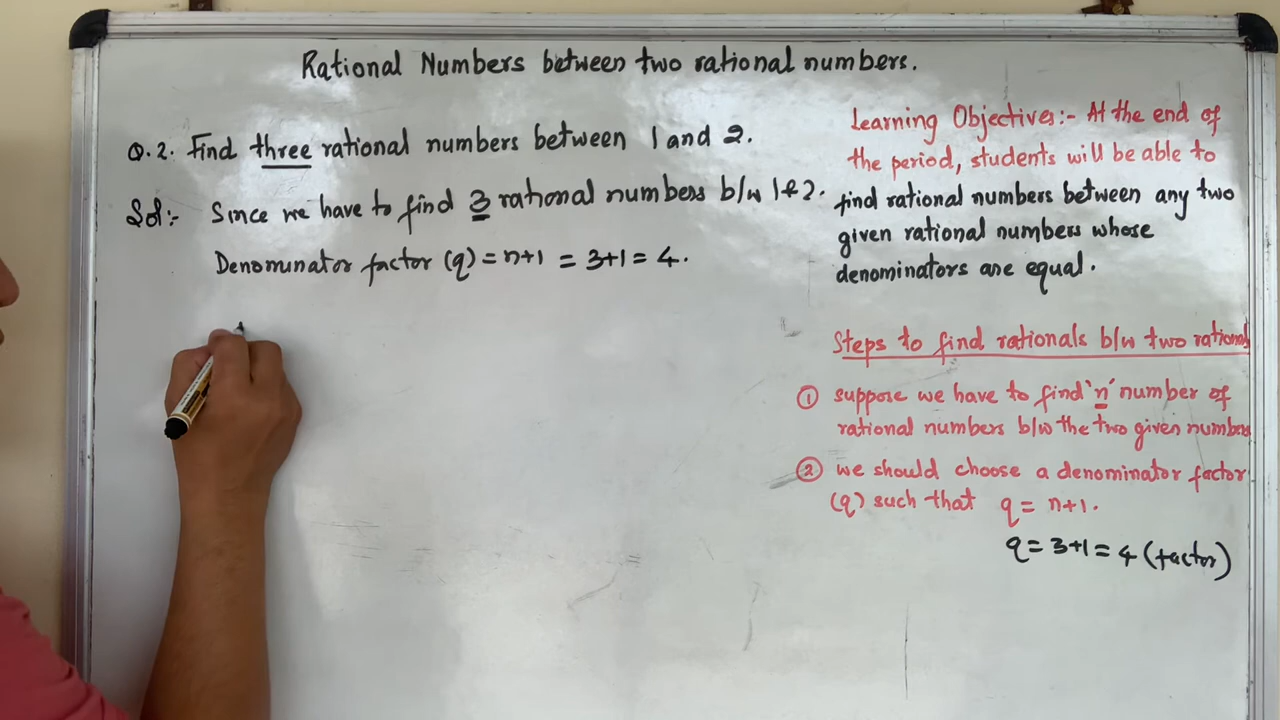 Rational Numbers between two rational numbers.
Q.2. Find three rational numbers between 1 and 2.
Sol:- Since we have to find 3 rational numbers b/w 1 & 2.
Denominator factor (q) = n+1 = 3+1 = 4.
Learning Objectives:- At the end of
the period, students will be able to
find rational numbers between any two
given rational numbers whose
denominators are equal.
Steps to find rationals b/w two rationals
① suppose we have to find 'n' number of
rational numbers b/w the two given numbers
② we should choose a denominator factor
(q) such that q = n+1.
q = 3+1 = 4 (factor)